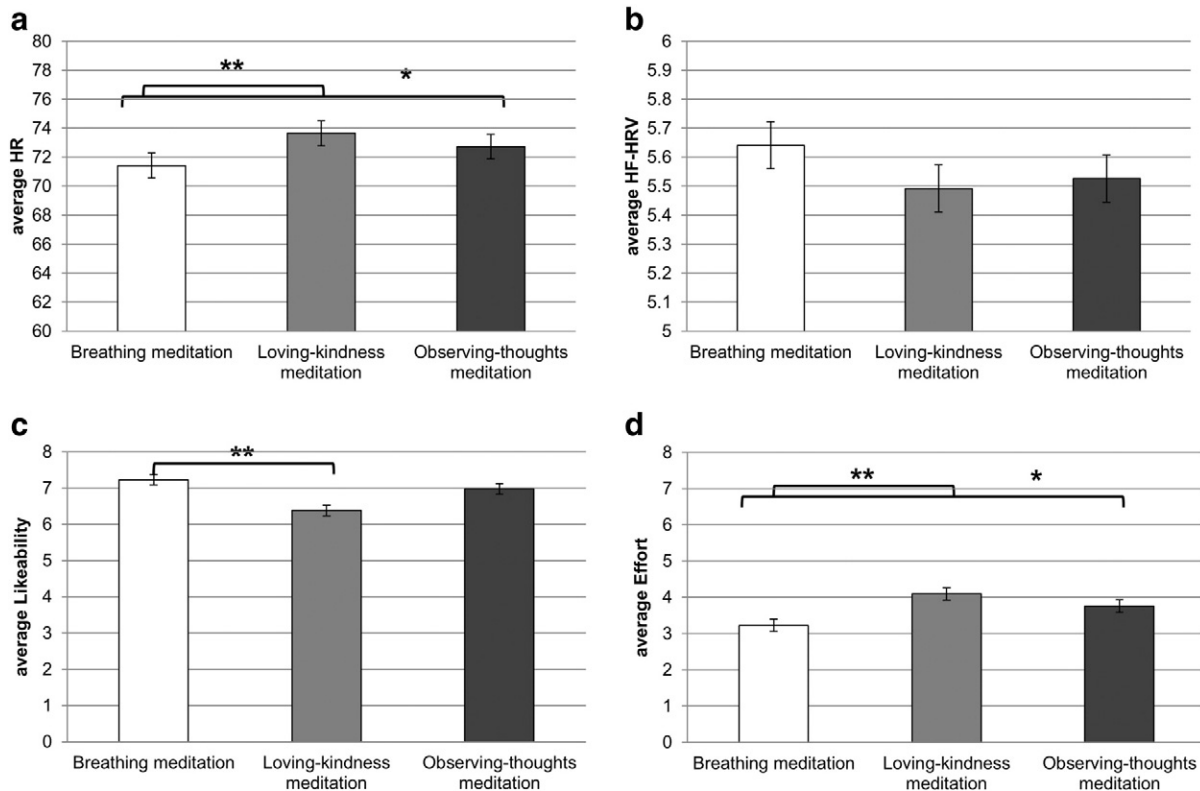 a
80
78
76
74
72
70
68
66
64
62
60
average HR
**
*
Breathing meditation
Loving-kindness
meditation
Observing-thoughts
meditation
b
6
5.9
5.8
5.7
5.6
5.5
5.4
5.3
5.2
5.1
5
average HF-HRV
Breathing meditation
Loving-kindness
meditation
Observing-thoughts
meditation
c
8
7
6
5
4
3
2
1
0
average Likeability
**
Breathing meditation
Loving-kindness
meditation
Observing-thoughts
meditation
d
8
7
6
5
4
3
2
1
0
average Effort
**
*
Breathing meditation
Loving-kindness
meditation
Observing-thoughts
meditation